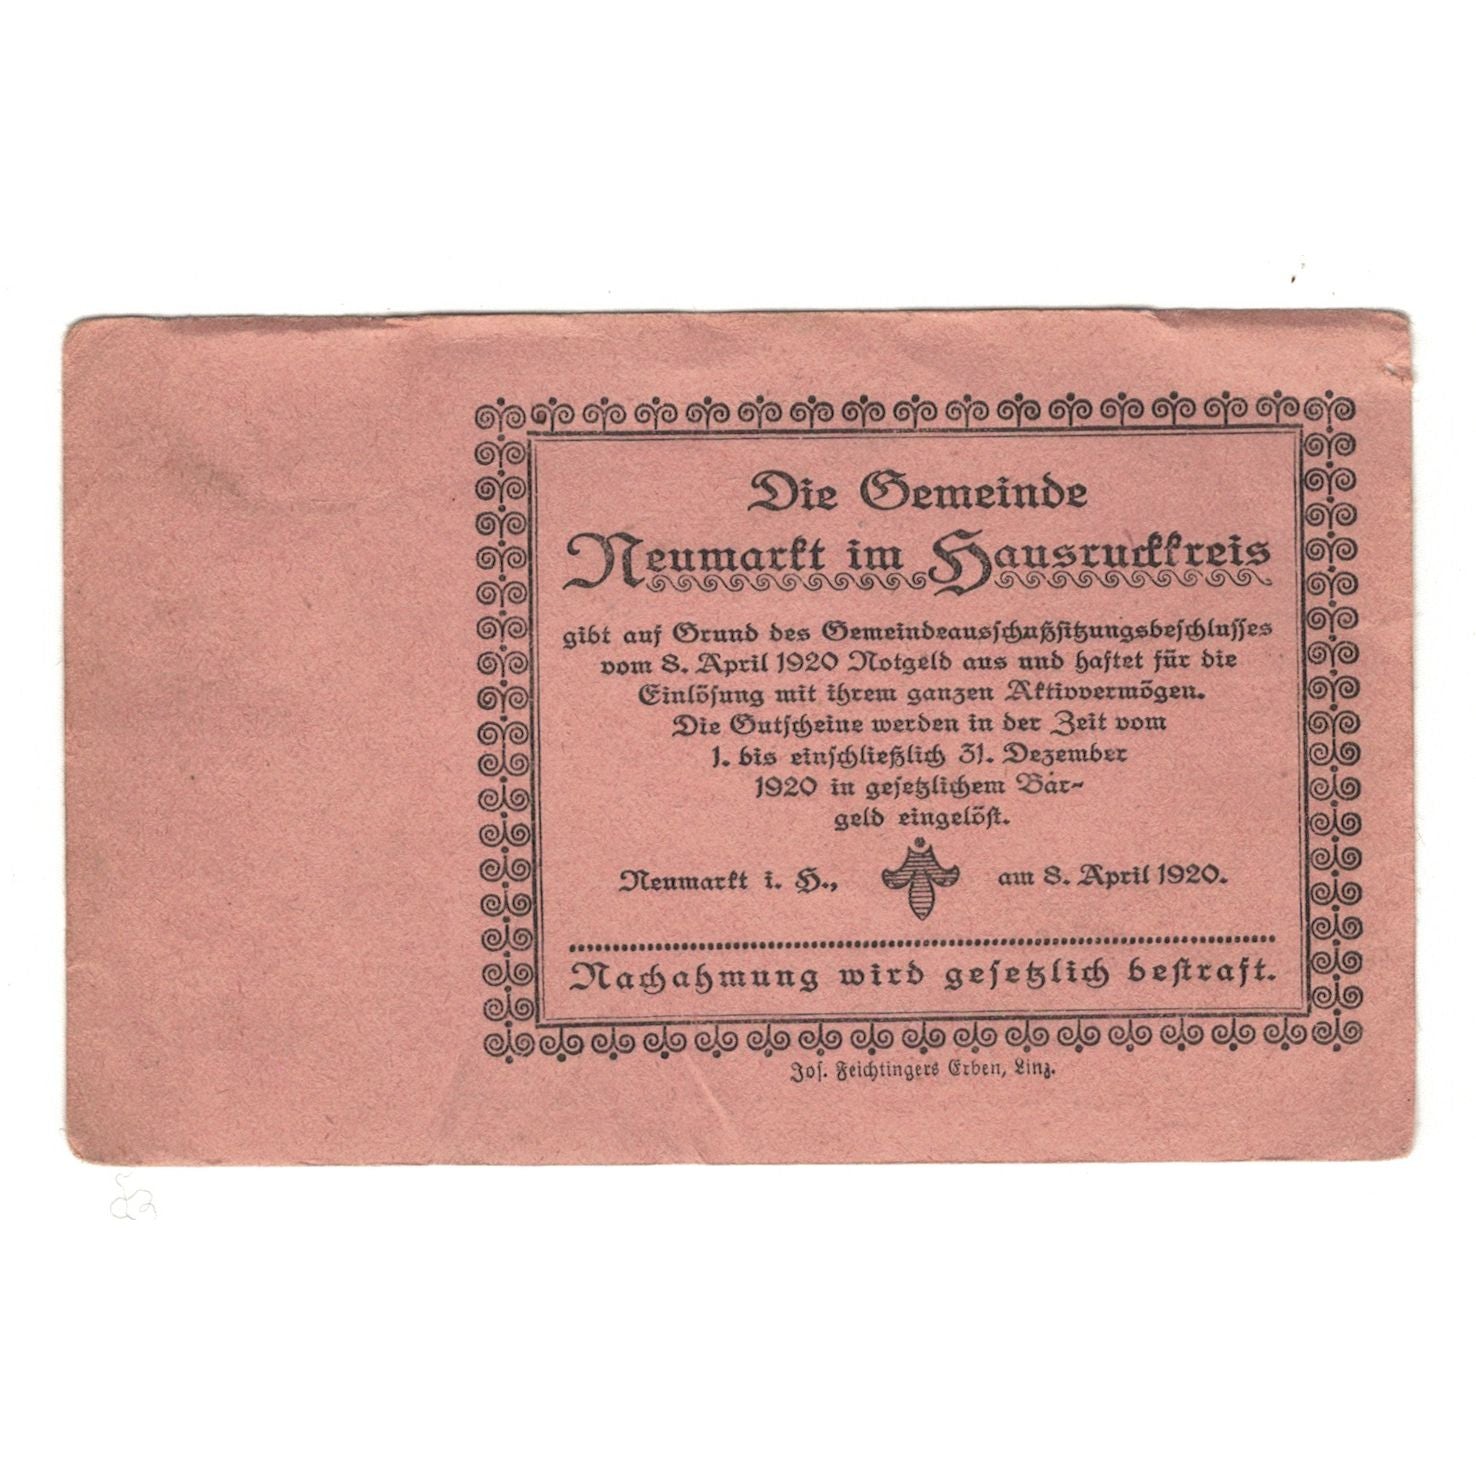 Die Gemeinde
Neumarkt im Hausruckkreis
gibt auf Grund des Gemeindeausschußsitzungsbeschlusses
vom 8. April 1920 Notgeld aus und haftet für die
Einlösung mit ihrem ganzen Aktivvermögen.
Die Gutscheine werden in der Zeit vom
1. bis einschließlich 31. Dezember
1920 in gesetzlichem Bar-
geld eingelöst.
Neumarkt i. H., am 8. April 1920.
Nachahmung wird gesetzlich bestraft.
Jos. Feichtingers Erben, Linz.